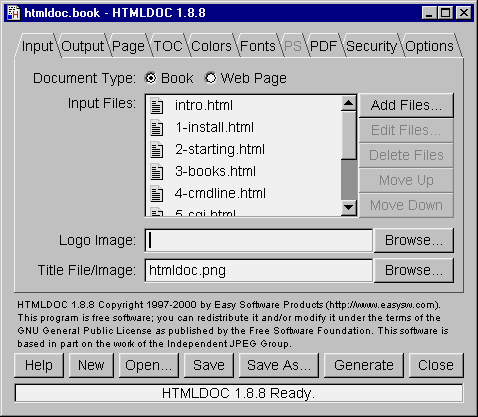 htmldoc.book - HTMLDOC 1.8.8
Input Output Page TOC Colors Fonts PS PDF Security Options
Document Type: Book Web Page
Input Files:
intro.html
1-install.html
2-starting.html
3-books.html
4-cmdline.html
5-cgi.html
Add Files...
Edit Files...
Delete Files
Move Up
Move Down
Logo Image: Browse...
Title File/Image: htmldoc.png Browse...
HTMLDOC 1.8.8 Copyright 1997-2000 by Easy Software Products (http://www.easysw.com).
This program is free software; you can redistribute it and/or modify it under the terms of the
GNU General Public License as published by the Free Software Foundation. This software is
based in part on the work of the Independent JPEG Group.
Help New Open... Save Save As... Generate Close
HTMLDOC 1.8.8 Ready.